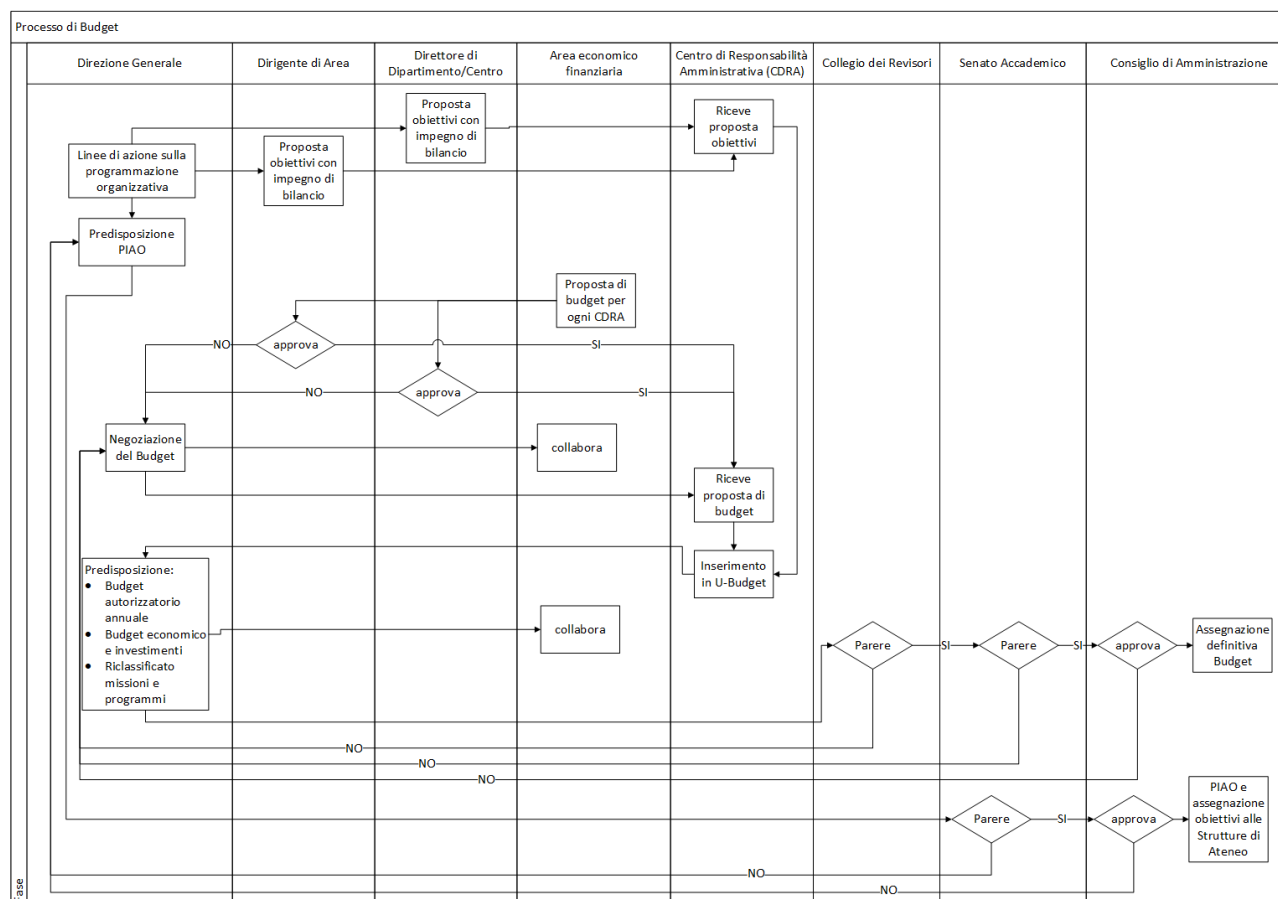 Processo di Budget
Direzione Generale
Dirigente di Area
Direttore di
Dipartimento/Centro
Area economico
finanziaria
Centro di Responsabilità
Amministrativa (CDRA)
Collegio dei Revisori
Senato Accademico
Consiglio di Amministrazione
Linee di azione sulla
programmazione
organizzativa
Proposta
obiettivi con
impegno di
bilancio
Proposta
obiettivi con
impegno di
bilancio
Riceve
proposta
obiettivi
Predisposizione
PIAO
Proposta di
budget per
ogni CDRA
approva
NO
SI
approva
NO
SI
Negoziazione
del Budget
collabora
Riceve
proposta di
budget
Inserimento
in U-Budget
Predisposizione:
• Budget
autorizzatorio
annuale
• Budget economico
e investimenti
• Riclassificato
missioni e
programmi
collabora
Parere
SI
Parere
SI
approva
Assegnazione
definitiva
Budget
NO
NO
NO
Parere
SI
approva
PIAO e
assegnazione
obiettivi alle
Strutture di
Ateneo
NO
NO
Fase